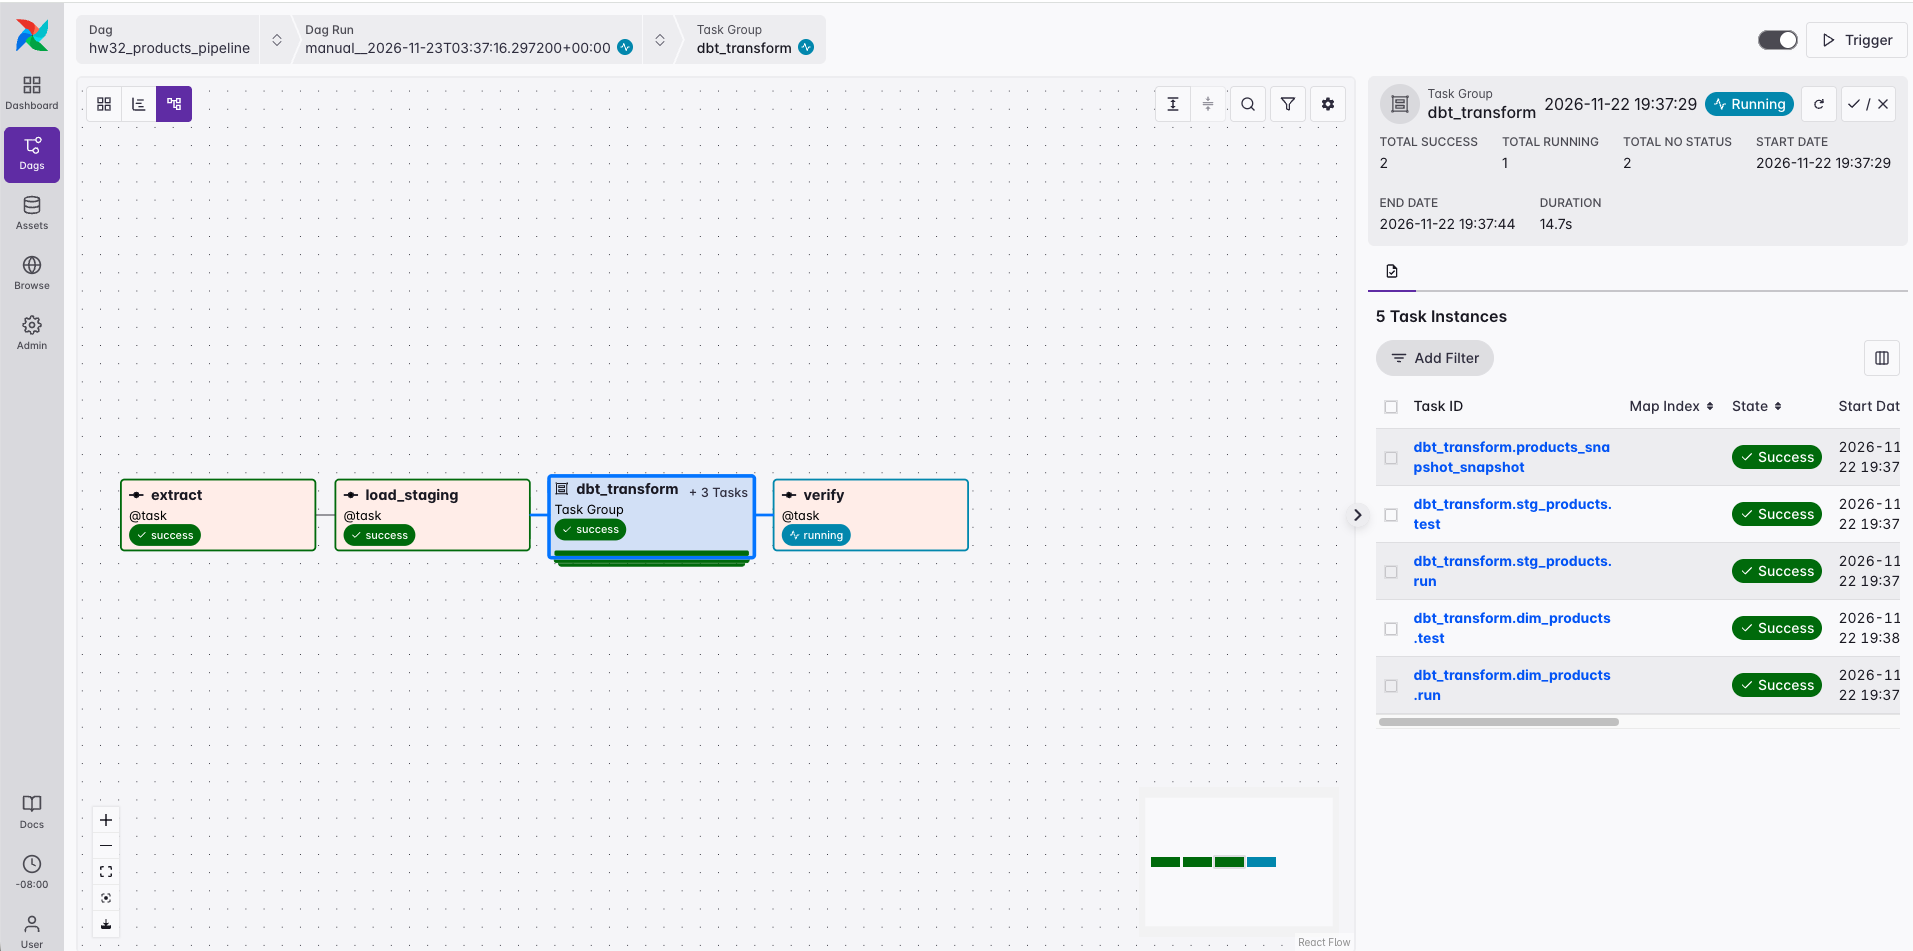 Dag
hw32_products_pipeline
Dag Run
manual__2026-11-23T03:37:16.297200+00:00
Task Group
dbt_transform
Trigger
Dashboard
Dags
Assets
Browse
Admin
Docs
-08:00
User
extract
@task
success
load_staging
@task
success
dbt_transform + 3 Tasks
Task Group
success
verify
@task
running
React Flow
Task Group
dbt_transform 2026-11-22 19:37:29 Running
/
TOTAL SUCCESS TOTAL RUNNING TOTAL NO STATUS START DATE
2 1 2 2026-11-22 19:37:29
END DATE DURATION
2026-11-22 19:37:44 14.7s
5 Task Instances
Add Filter
Task ID Map Index State Start Dat
dbt_transform.products_sna
pshot_snapshot
Success
2026-11
22 19:37
dbt_transform.stg_products.
test
Success
2026-11
22 19:37
dbt_transform.stg_products.
run
Success
2026-11
22 19:37
dbt_transform.dim_products
.test
Success
2026-11
22 19:38
dbt_transform.dim_products
.run
Success
2026-11
22 19:37